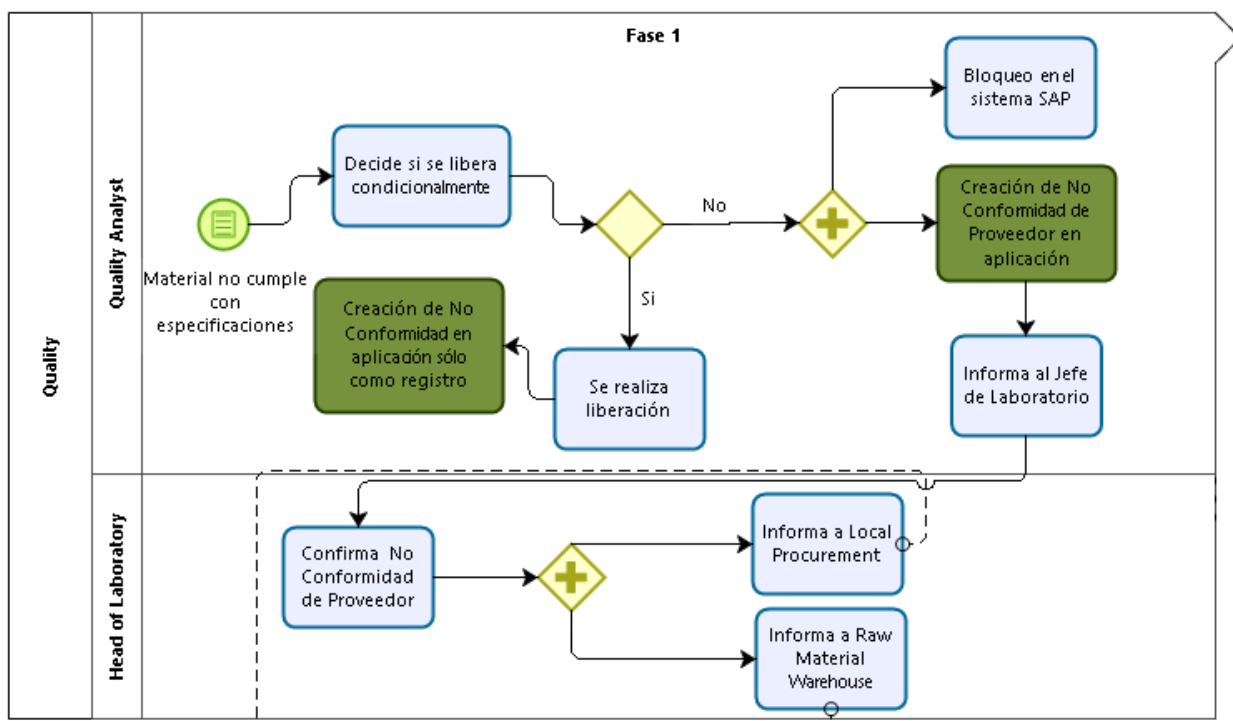 Fase 1
Quality
Quality Analyst
Material no cumple
con
especificaciones
Decide si se libera
condicionalmente
No
Si
Bloqueo en el
sistema SAP
Creación de No
Conformidad de
Proveedor en
aplicación
Creación de No
Conformidad en
aplicación sólo
como registro
Se realiza
liberación
Informa al Jefe
de Laboratorio
Head of Laboratory
Confirma No
Conformidad
de Proveedor
Informa a Local
Procurement
Informa a Raw
Material
Warehouse